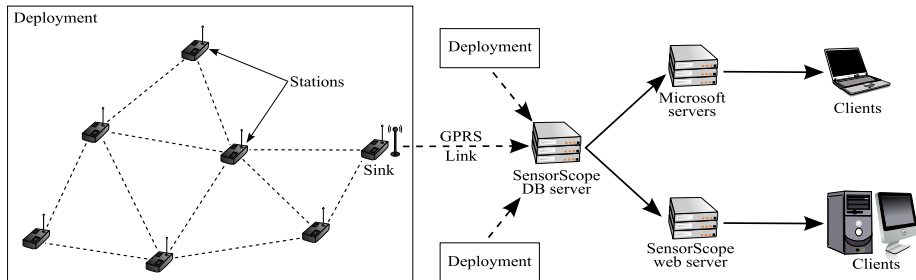 Deployment
Stations
Sink
GPRS
Link
Deployment
SensorScope
DB server
Deployment
Microsoft
servers
Clients
SensorScope
web server
Clients